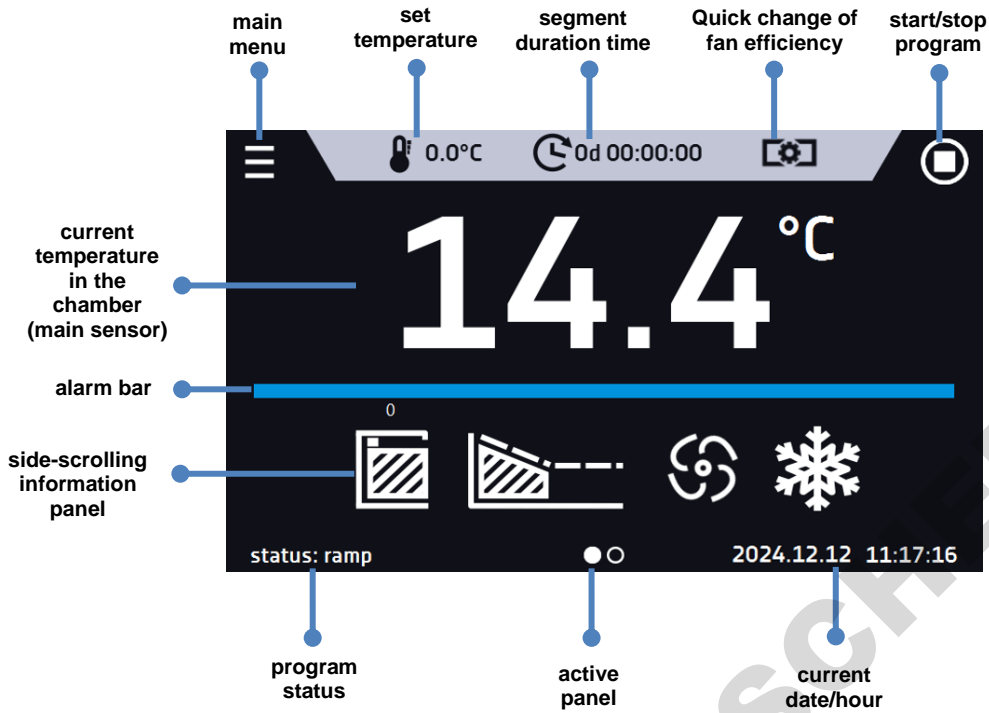 main
menu
set
temperature
segment
duration time
Quick change of
fan efficiency
start/stop
program
0.0°C
0d 00:00:00
current
temperature
in the
chamber
(main sensor)
14.4 °C
alarm bar
0
side-scrolling
information
panel
status: ramp
2024.12.12 11:17:16
program
status
active
panel
current
date/hour